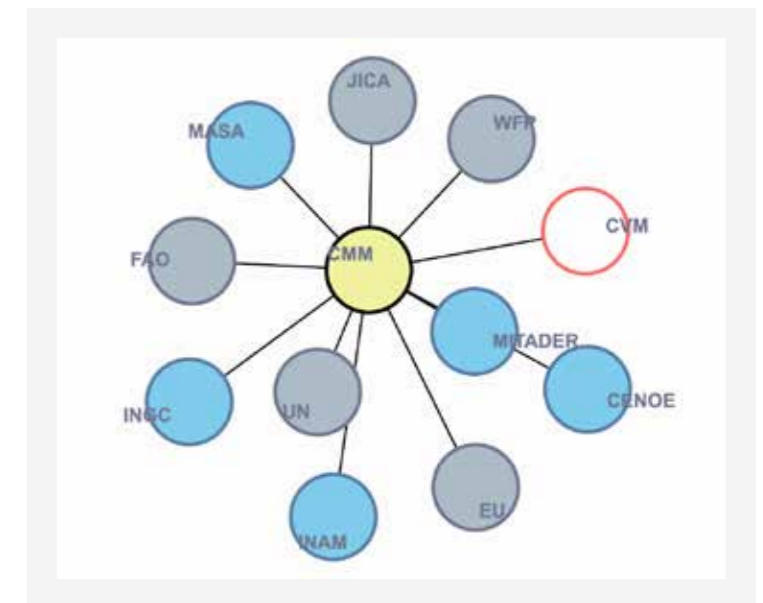 JICA
MASA
WFP
CVM
CMM
FAO
MITADER
CENOE
INGC
UN
EU
INAM